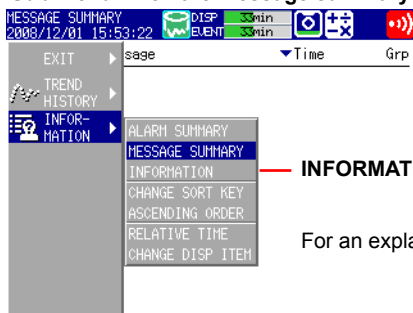 MESSAGE SUMMARY
2008/12/01 15:53:22
DISP 33min
EVENT 33min
EXIT
sage
Time
Grp
TREND
HISTORY
INFOR-
MATION
ALARM SUMMARY
MESSAGE SUMMARY
INFORMATION
CHANGE SORT KEY
ASCENDING ORDER
RELATIVE TIME
CHANGE DISP ITEM
INFORMAT
For an expla